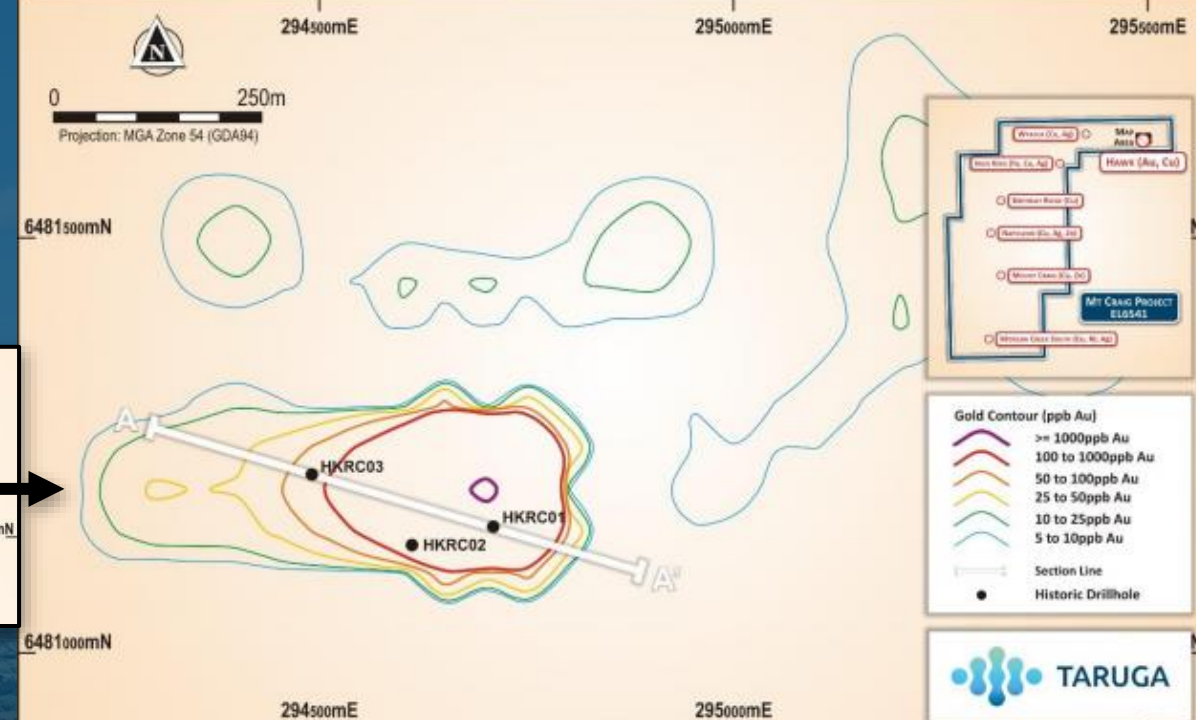 294500mE
295000mE
295500mE
N
0 250m
Projection: MGA Zone 54 (GDA94)
6481500mN
Map
Area
Hawk (Au, Cu)
Mt Craig Project
EL6541
A
HKRC03
HKRC01
HKRC02
A'
mN
6481000mN
Gold Contour (ppb Au)
>= 1000ppb Au
100 to 1000ppb Au
50 to 100ppb Au
25 to 50ppb Au
10 to 25ppb Au
5 to 10ppb Au
Section Line
Historic Drillhole
TARUGA
294500mE
295000mE